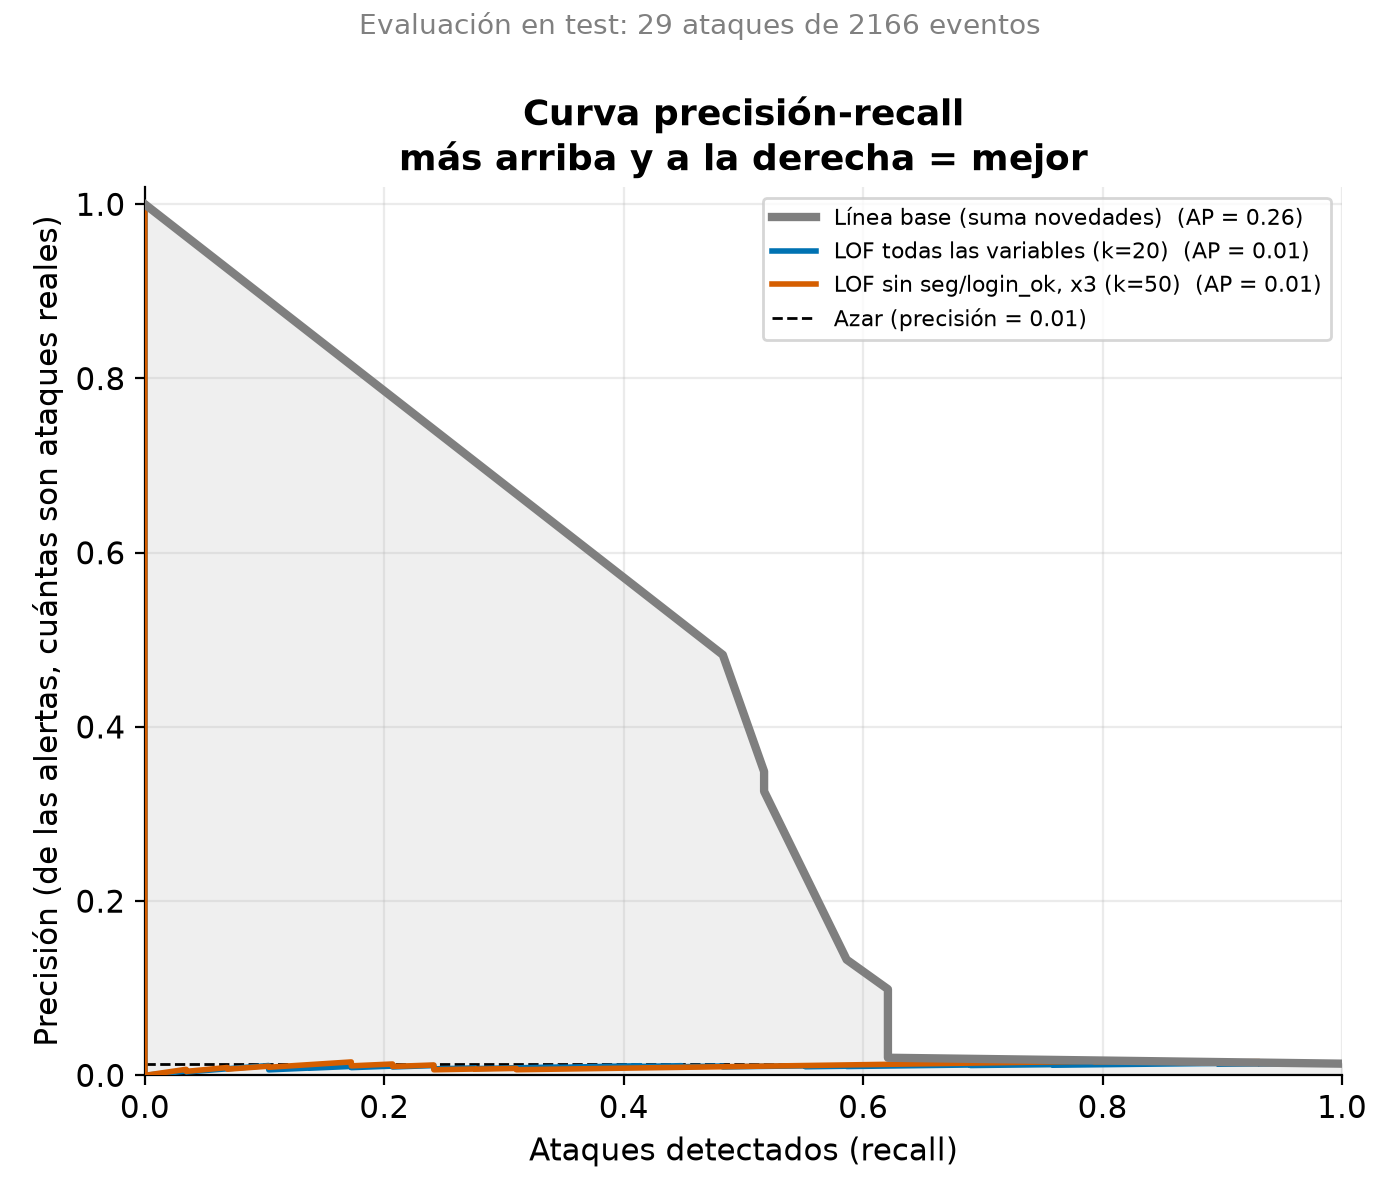 Evaluación en test: 29 ataques de 2166 eventos
Curva precisión-recall
más arriba y a la derecha = mejor
Línea base (suma novedades)  (AP = 0.26)
LOF todas las variables (k=20)  (AP = 0.01)
LOF sin seg/login_ok, x3 (k=50)  (AP = 0.01)
Azar (precisión = 0.01)
Precisión (de las alertas, cuántas son ataques reales)
1.0
0.8
0.6
0.4
0.2
0.0
0.0 0.2 0.4 0.6 0.8 1.0
Ataques detectados (recall)